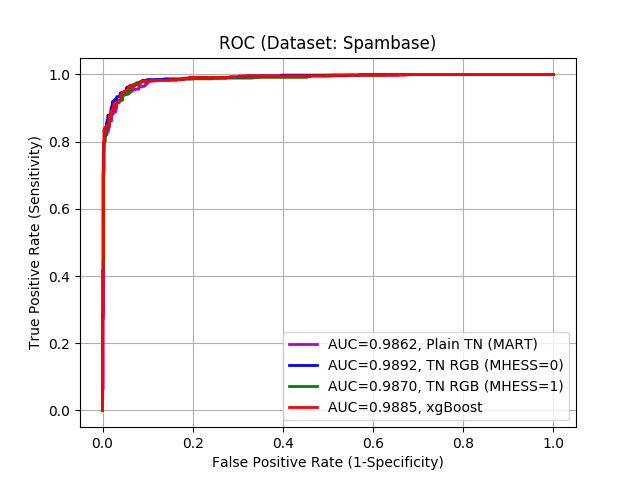 ROC (Dataset: Spambase)
True Positive Rate (Sensitivity)
1.0
0.8
0.6
0.4
0.2
0.0
AUC=0.9862, Plain TN (MART)
AUC=0.9892, TN RGB (MHESS=0)
AUC=0.9870, TN RGB (MHESS=1)
AUC=0.9885, xgBoost
0.0 0.2 0.4 0.6 0.8 1.0
False Positive Rate (1-Specificity)